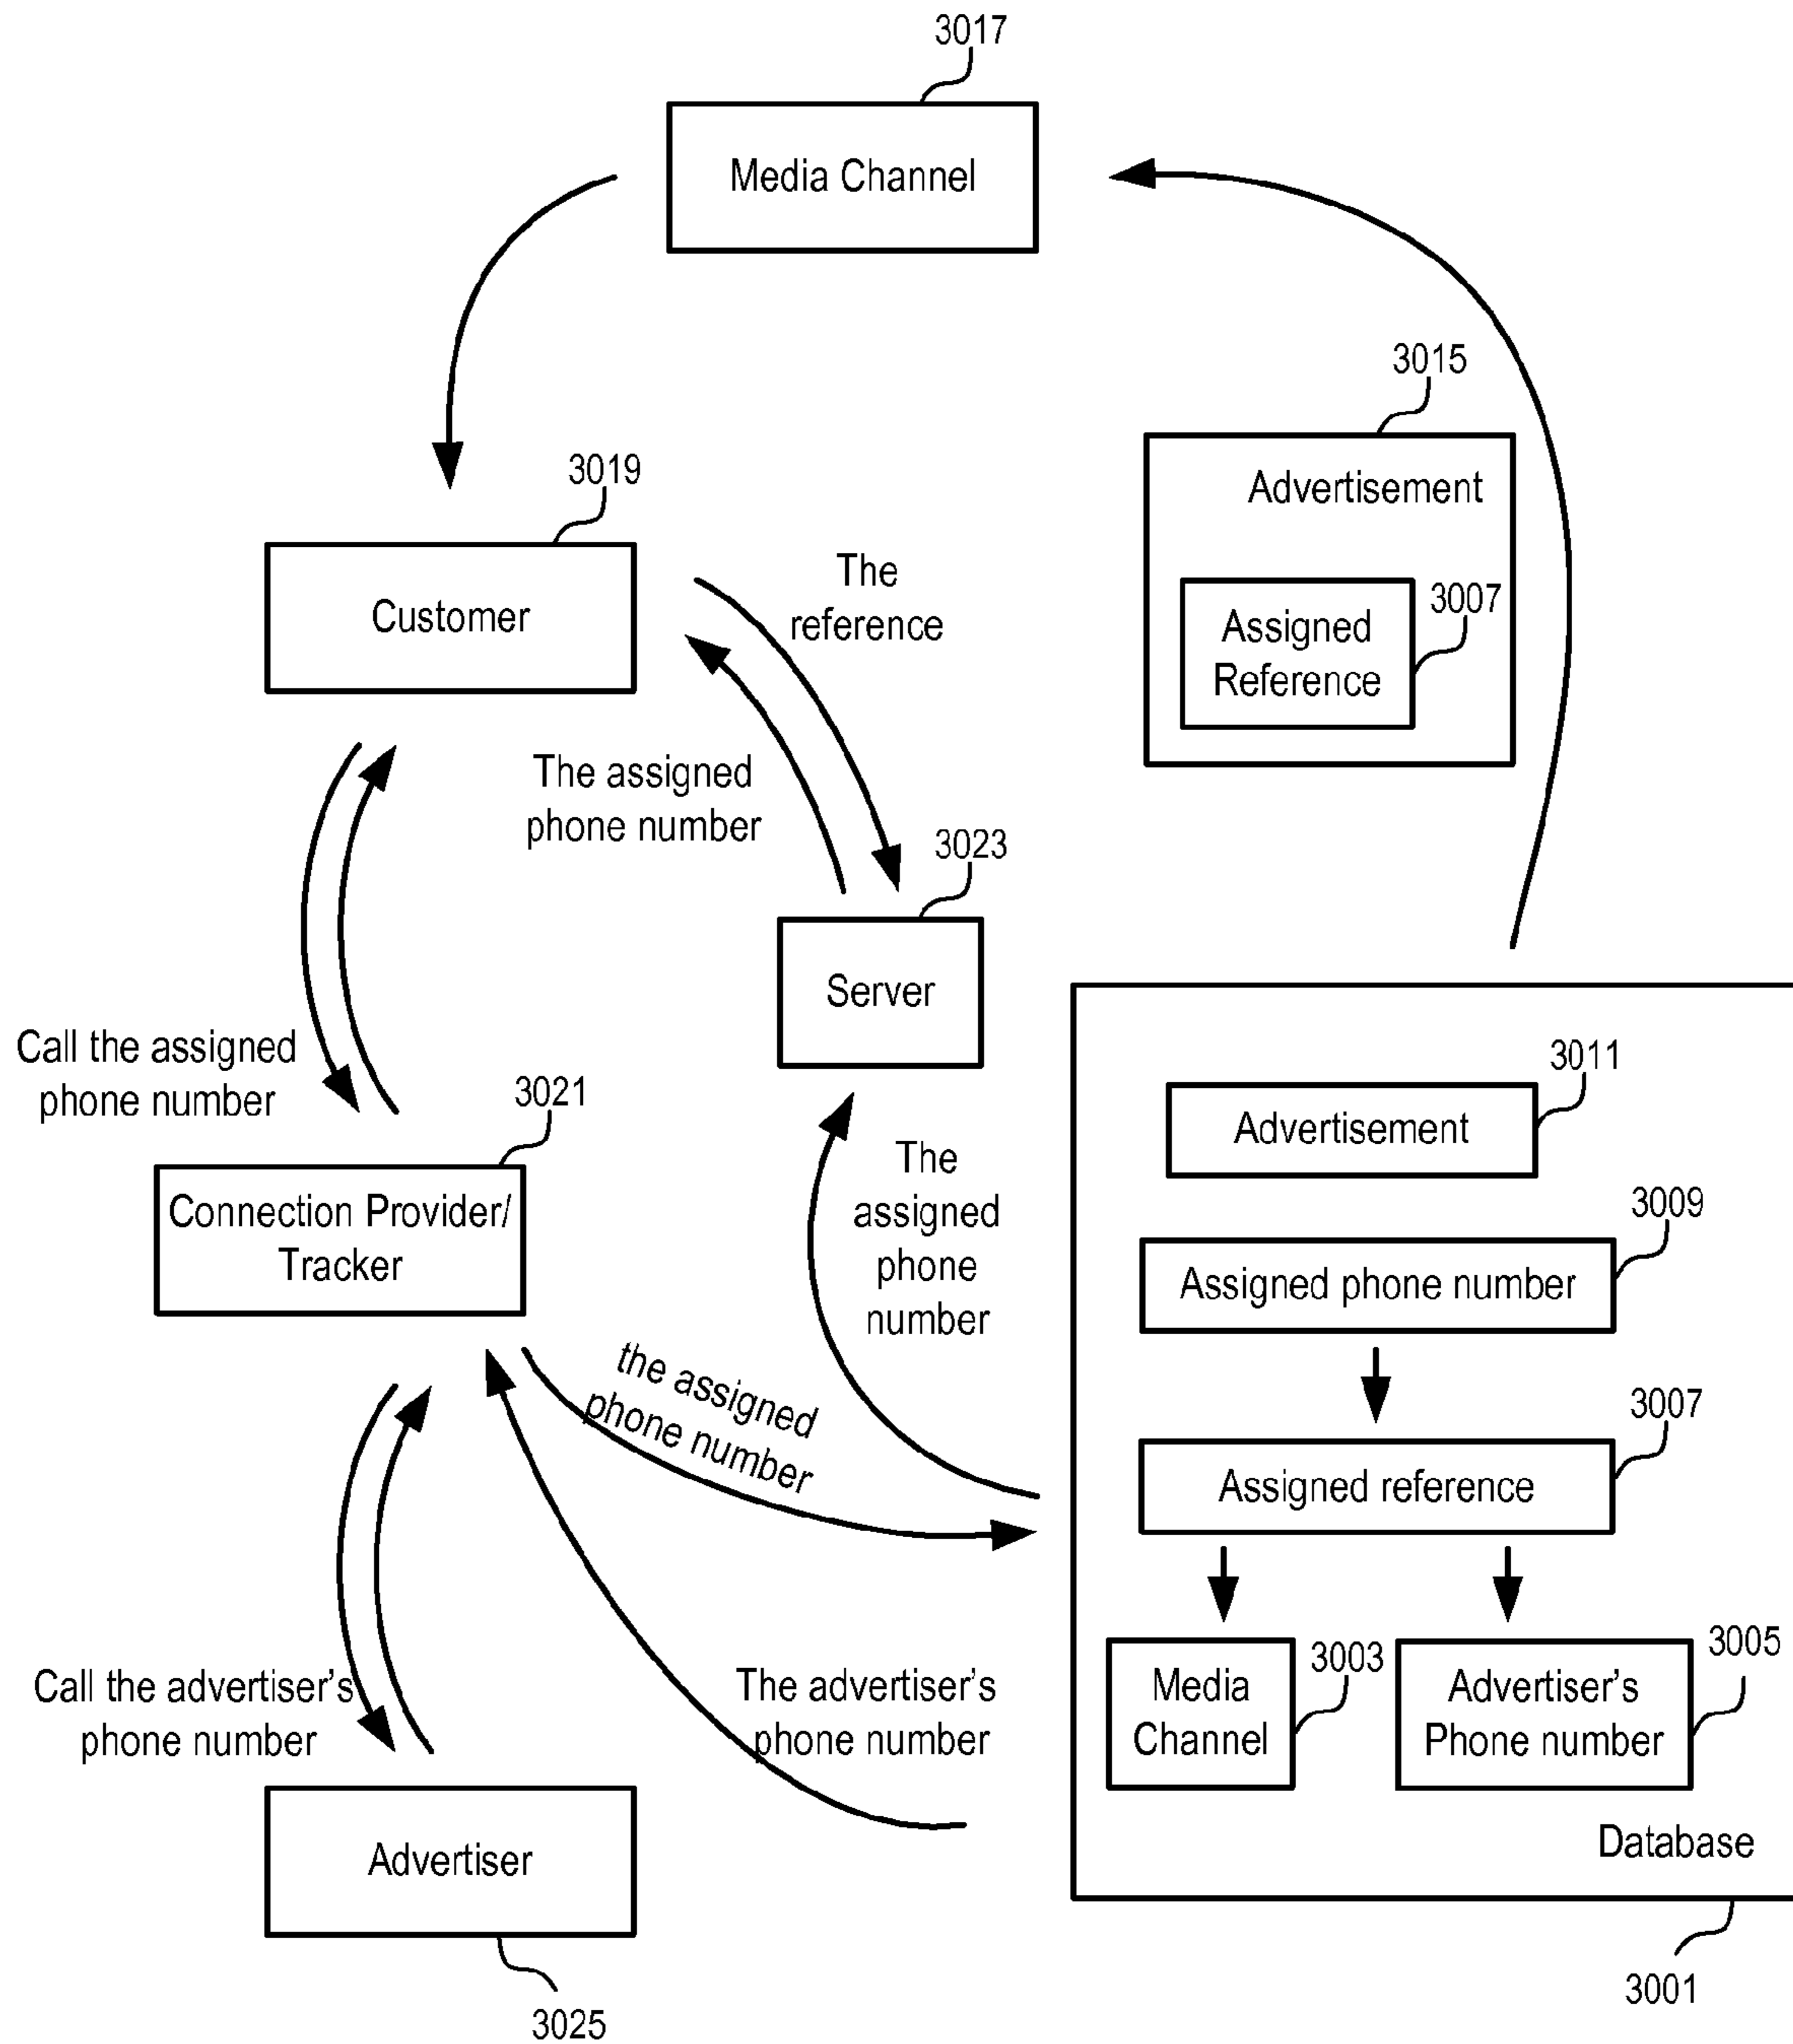 3017
Media Channel
3015
Advertisement
3019
3007
Assigned
Reference
Customer
The
reference
The assigned
phone number
3023
Server
Call the assigned
phone number
3011
Advertisement
3021
Connection Provider/
Tracker
The
assigned
phone
number
3009
Assigned phone number
the assigned
phone number
3007
Assigned reference
3003
Media
Channel
3005
Advertiser's
Phone number
Call the advertiser's
phone number
The advertiser's
phone number
Database
Advertiser
3001
3025